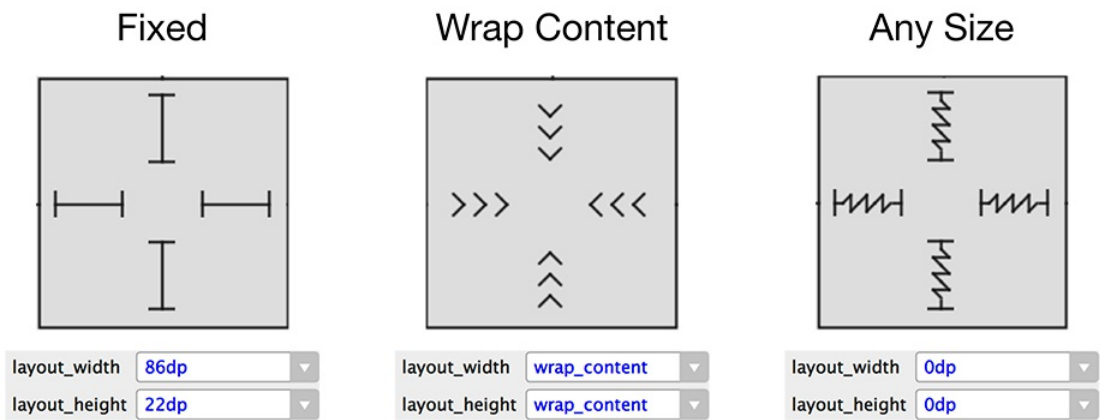 Fixed
Wrap Content
Any Size
layout_width 86dp
layout_height 22dp
layout_width wrap_content
layout_height wrap_content
layout_width 0dp
layout_height 0dp